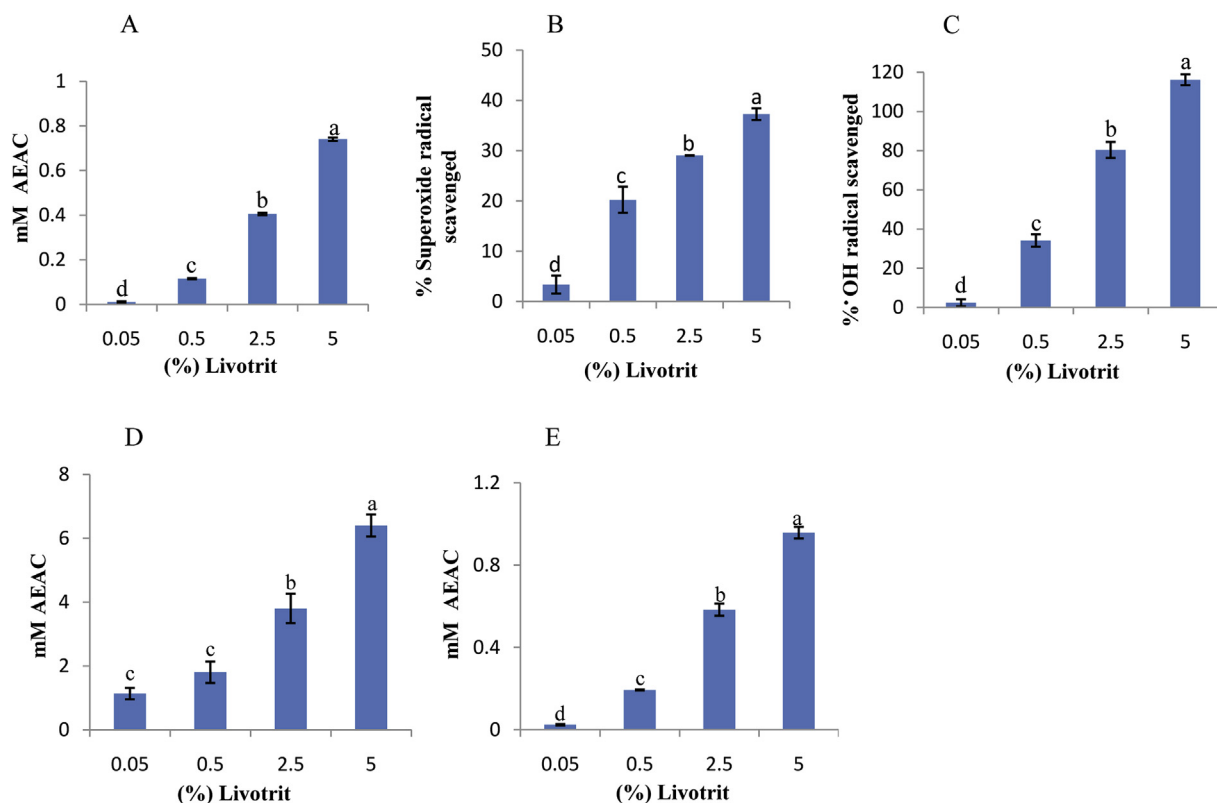 A
1
0.8
0.6
0.4
0.2
0
mM AEAC
d
c
b
a
0.05 0.5 2.5 5
(%) Livotrit
B
50
40
30
20
10
0
% Superoxide radical
scavenged
d
c
b
a
0.05 0.5 2.5 5
(%) Livotrit
C
120
100
80
60
40
20
0
%• OH radical scavenged
d
c
b
a
0.05 0.5 2.5 5
(%) Livotrit
D
8
6
4
2
0
mM AEAC
c
c
b
a
0.05 0.5 2.5 5
(%) Livotrit
E
1.2
0.8
0.4
0
mM AEAC
d
c
b
a
0.05 0.5 2.5 5
(%) Livotrit